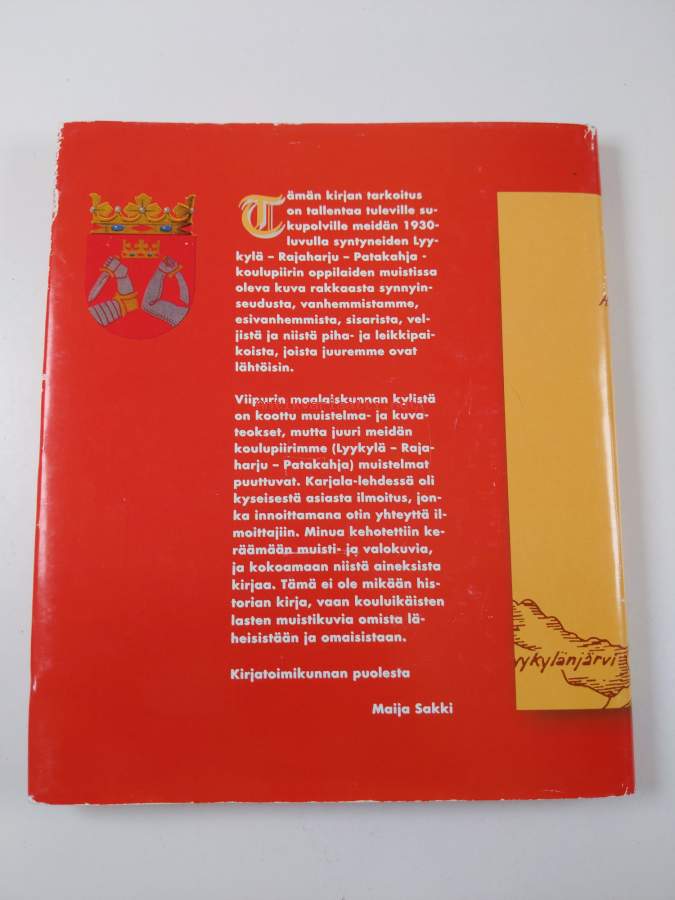 Tämän kirjan tarkoitus
on tallentaa tuleville su-
kupolville meidän 1930-
luvulla syntyneiden Lyy-
kylä – Rajaharju – Patakahja -
koulupiirin oppilaiden muistissa
oleva kuva rakkaasta synnyin-
seudusta, vanhemmistamme,
esivanhemmista, sisarista, vel-
jistä ja niistä piha- ja leikkipai-
koista, joista juuremme ovat
lähtöisin.
Viipurin maalaiskunnan kylistä
on koottu muistelma- ja kuva-
teokset, mutta juuri meidän
koulupiirimme (Lyykylä – Raja-
harju – Patakahja) muistelmat
puuttuvat. Karjala-lehdessä oli
kyseisestä asiasta ilmoitus, jon-
ka innoittamana otin yhteyttä il-
moittajiin. Minua kehotettiin ke-
räämään muisti- ja valokuvia,
ja kokoamaan niistä aineksista
kirjaa. Tämä ei ole mikään his-
torian kirja, vaan kouluikäisten
lasten muistikuvia omista lä-
heisistään ja omaisistaan.
Kirjatoimikunnan puolesta
Maija Sakki
yykylänjärvi